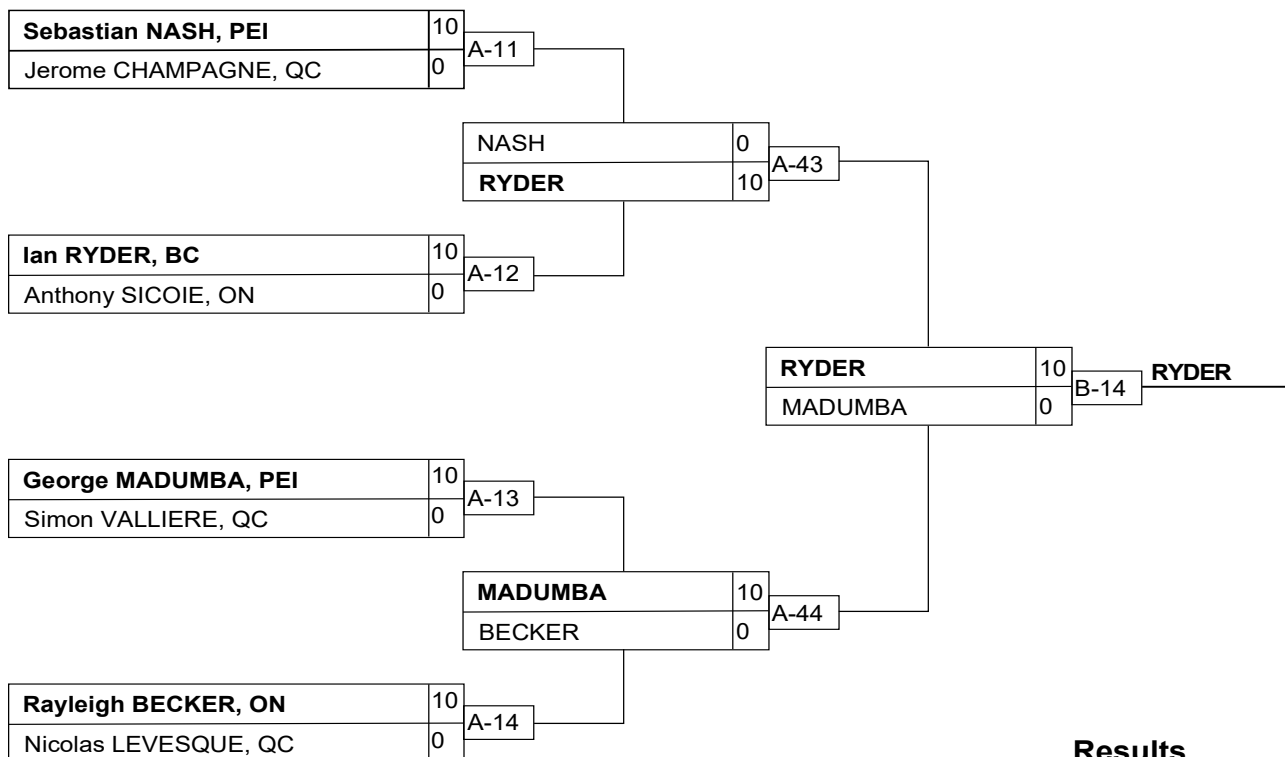 Sebastian NASH, PEI 10
A-11
Jerome CHAMPAGNE, QC 0
NASH 0
A-43
RYDER 10
Ian RYDER, BC 10
A-12
Anthony SICOIE, ON 0
RYDER 10
B-14
RYDER
MADUMBA 0
George MADUMBA, PEI 10
A-13
Simon VALLIERE, QC 0
MADUMBA 10
A-44
BECKER 0
Rayleigh BECKER, ON 10
A-14
Nicolas LEVESQUE, QC 0
Results